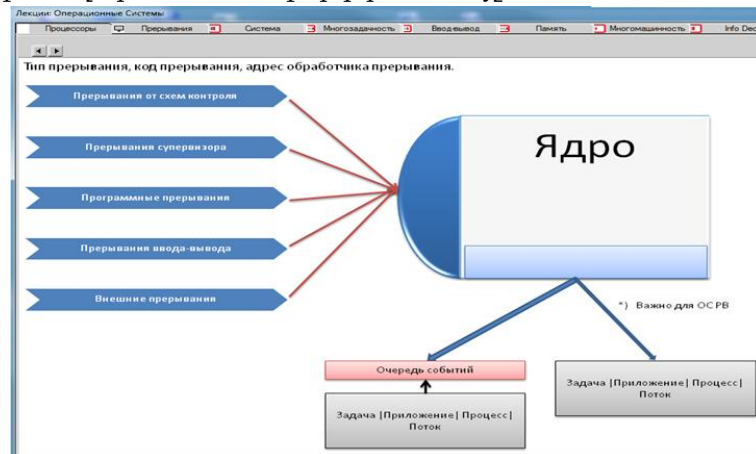 Лекции: Операционные Системы
Процессоры Прерывания Система Многозадачность Ввод-вывод Память Многомашинность Info Dec
Тип прерывания, код прерывания, адрес обработчика прерывания.
Прерывания от схем контроля
Прерывания супервизора
Программные прерывания
Прерывания ввода-вывода
Внешние прерывания
Ядро
*) Важно для ОС РВ
Очередь событий
Задача |Приложение| Процесс|
Поток
Задача |Приложение| Процесс|
Поток